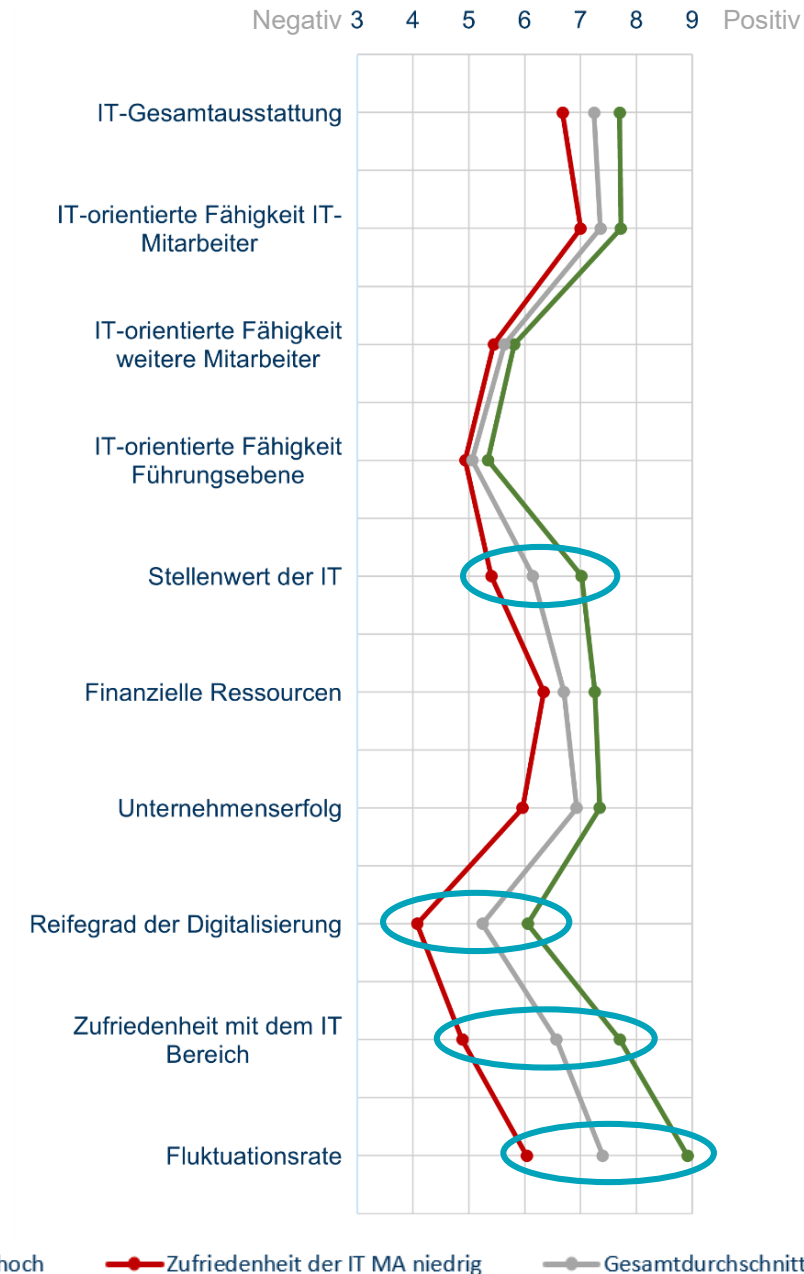 Negativ 3 4 5 6 7 8 9 Positiv
IT-Gesamtausstattung
IT-orientierte Fähigkeit IT-
Mitarbeiter
IT-orientierte Fähigkeit
weitere Mitarbeiter
IT-orientierte Fähigkeit
Führungsebene
Stellenwert der IT
Finanzielle Ressourcen
Unternehmenserfolg
Reifegrad der Digitalisierung
Zufriedenheit mit dem IT
Bereich
Fluktuationsrate
hoch Zufriedenheit der IT MA niedrig Gesamtdurchschnitt